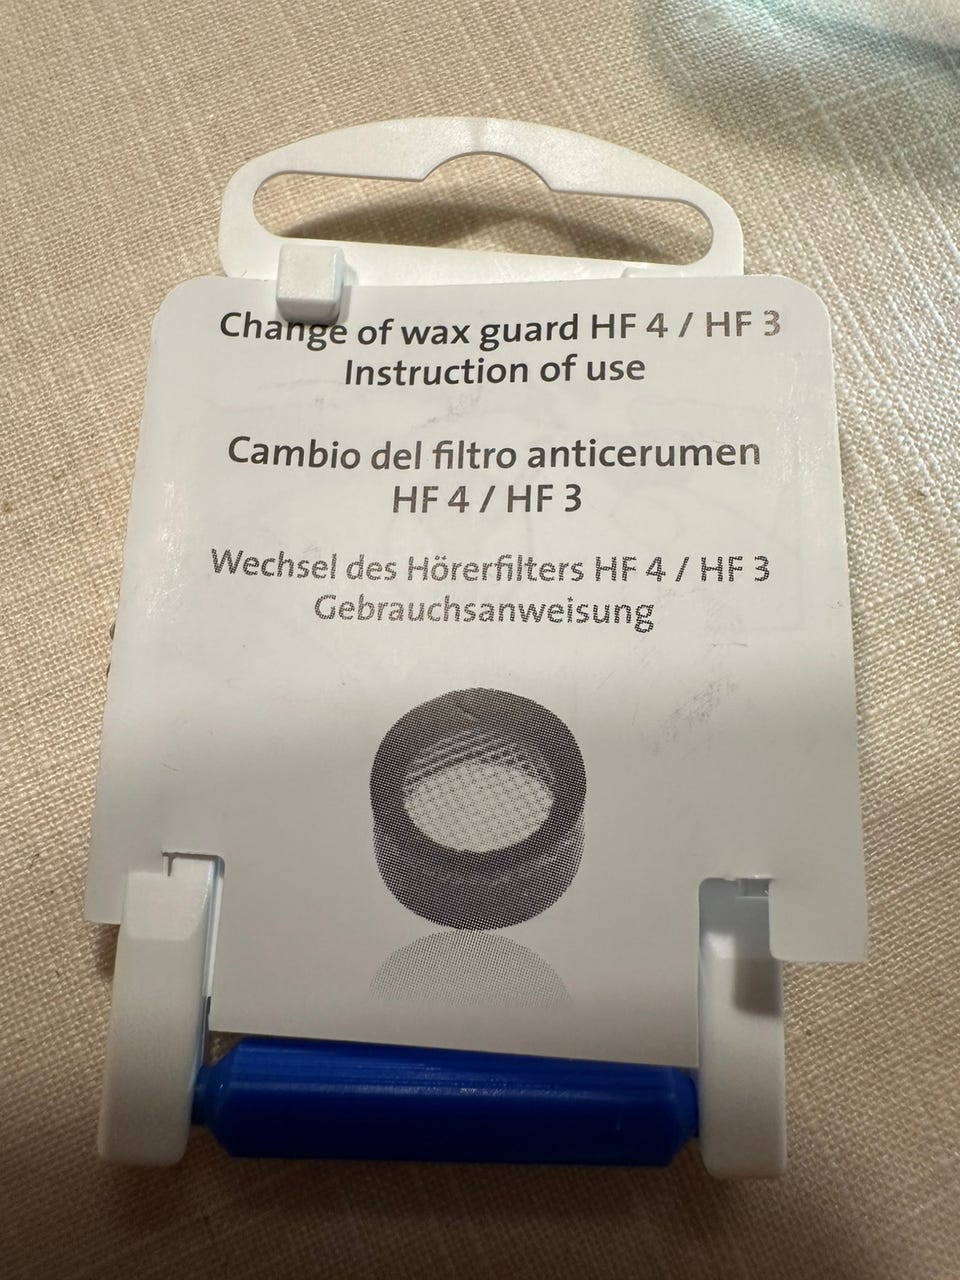 Change of wax guard HF 4 / HF 3
Instruction of use
Cambio del filtro anticerumen
HF 4 / HF 3
Wechsel des Hörerfilters HF 4 / HF 3
Gebrauchsanweisung